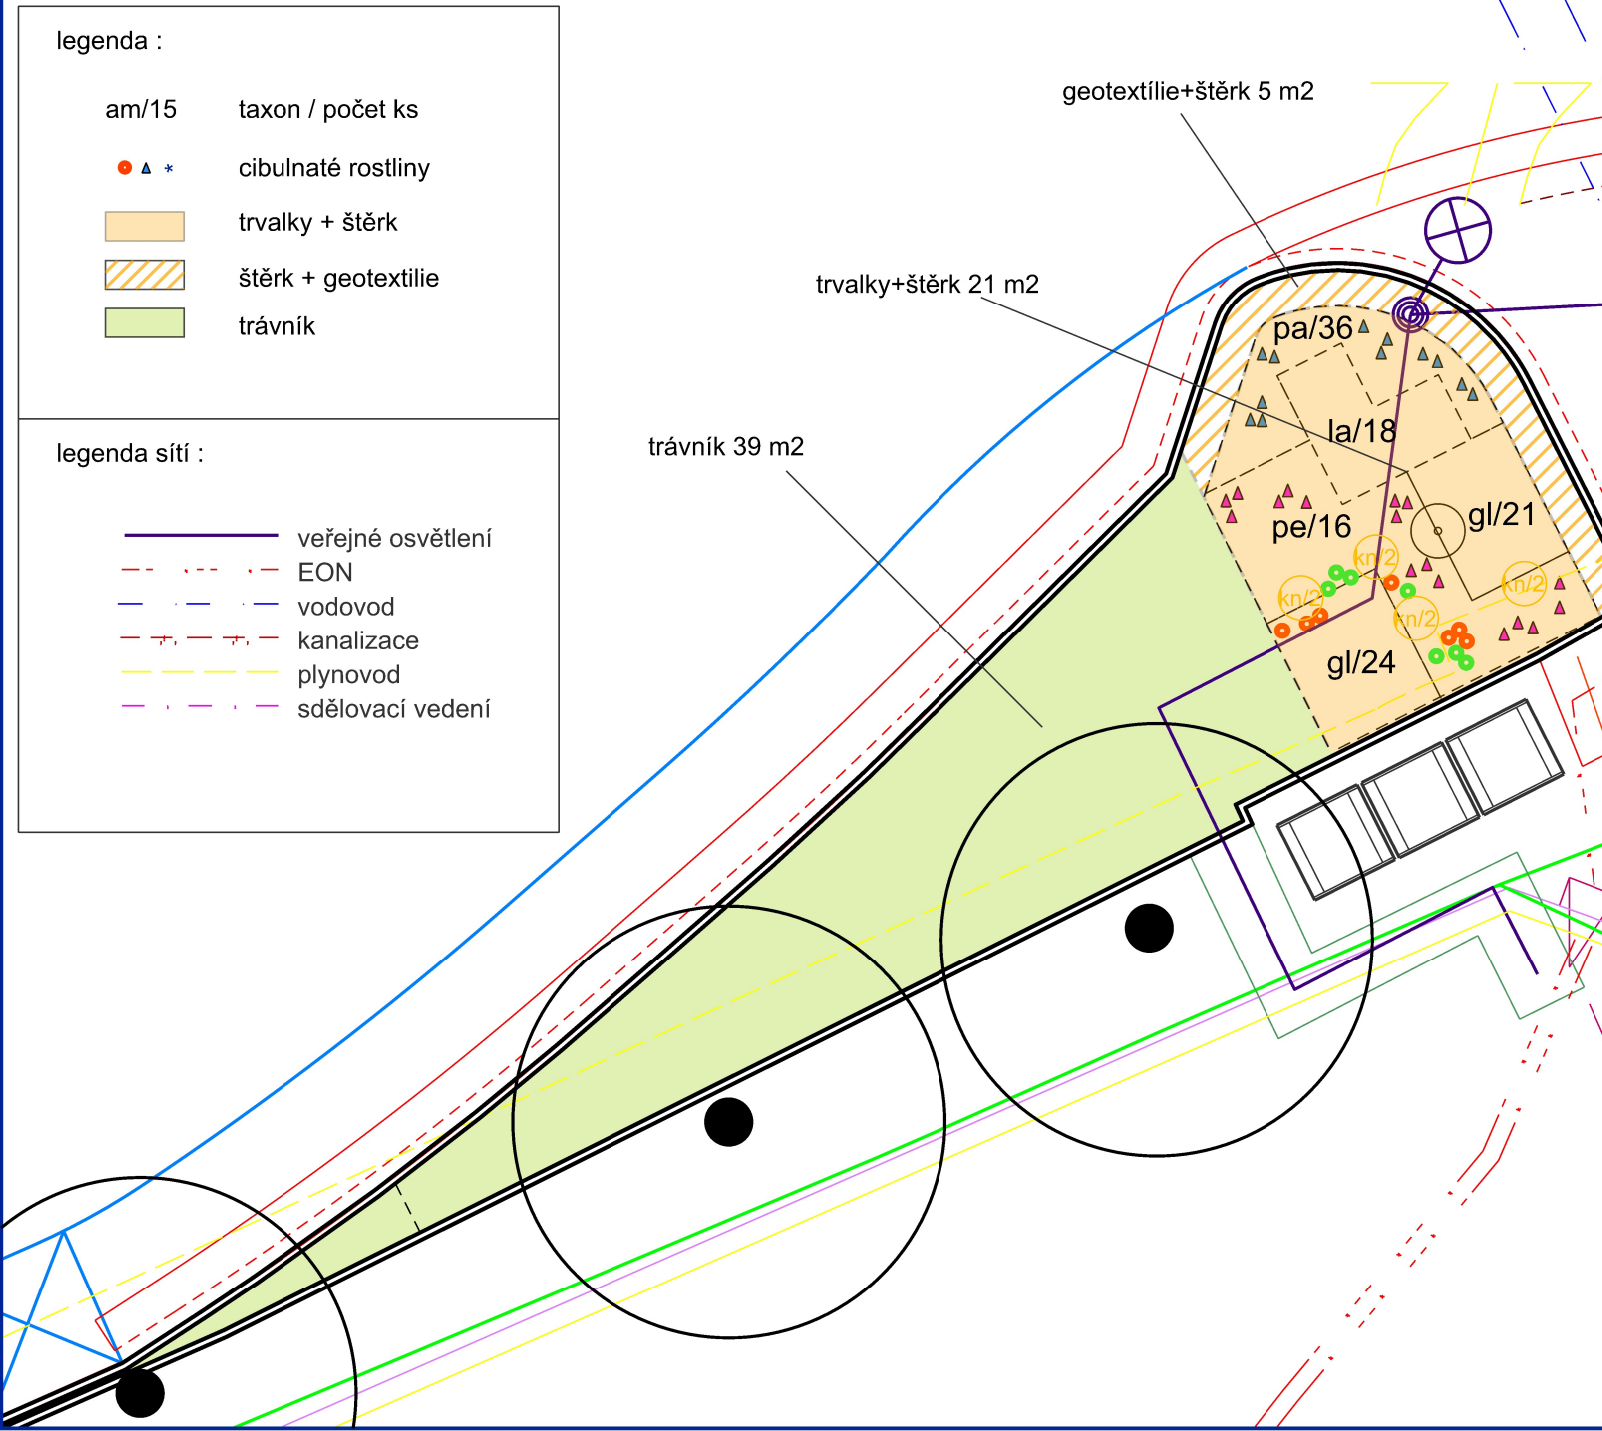 legenda :
am/15 taxon / počet ks
cibulnaté rostliny
trvalky + štěrk
štěrk + geotextilie
trávník
legenda sítí :
veřejné osvětlení
EON
vodovod
kanalizace
plynovod
sdělovací vedení
geotextílie+štěrk 5 m2
trvalky+štěrk 21 m2
trávník 39 m2
pa/36
la/18
gl/21
pe/16
kn/2
kn/2
kn/2
kn/2
gl/24